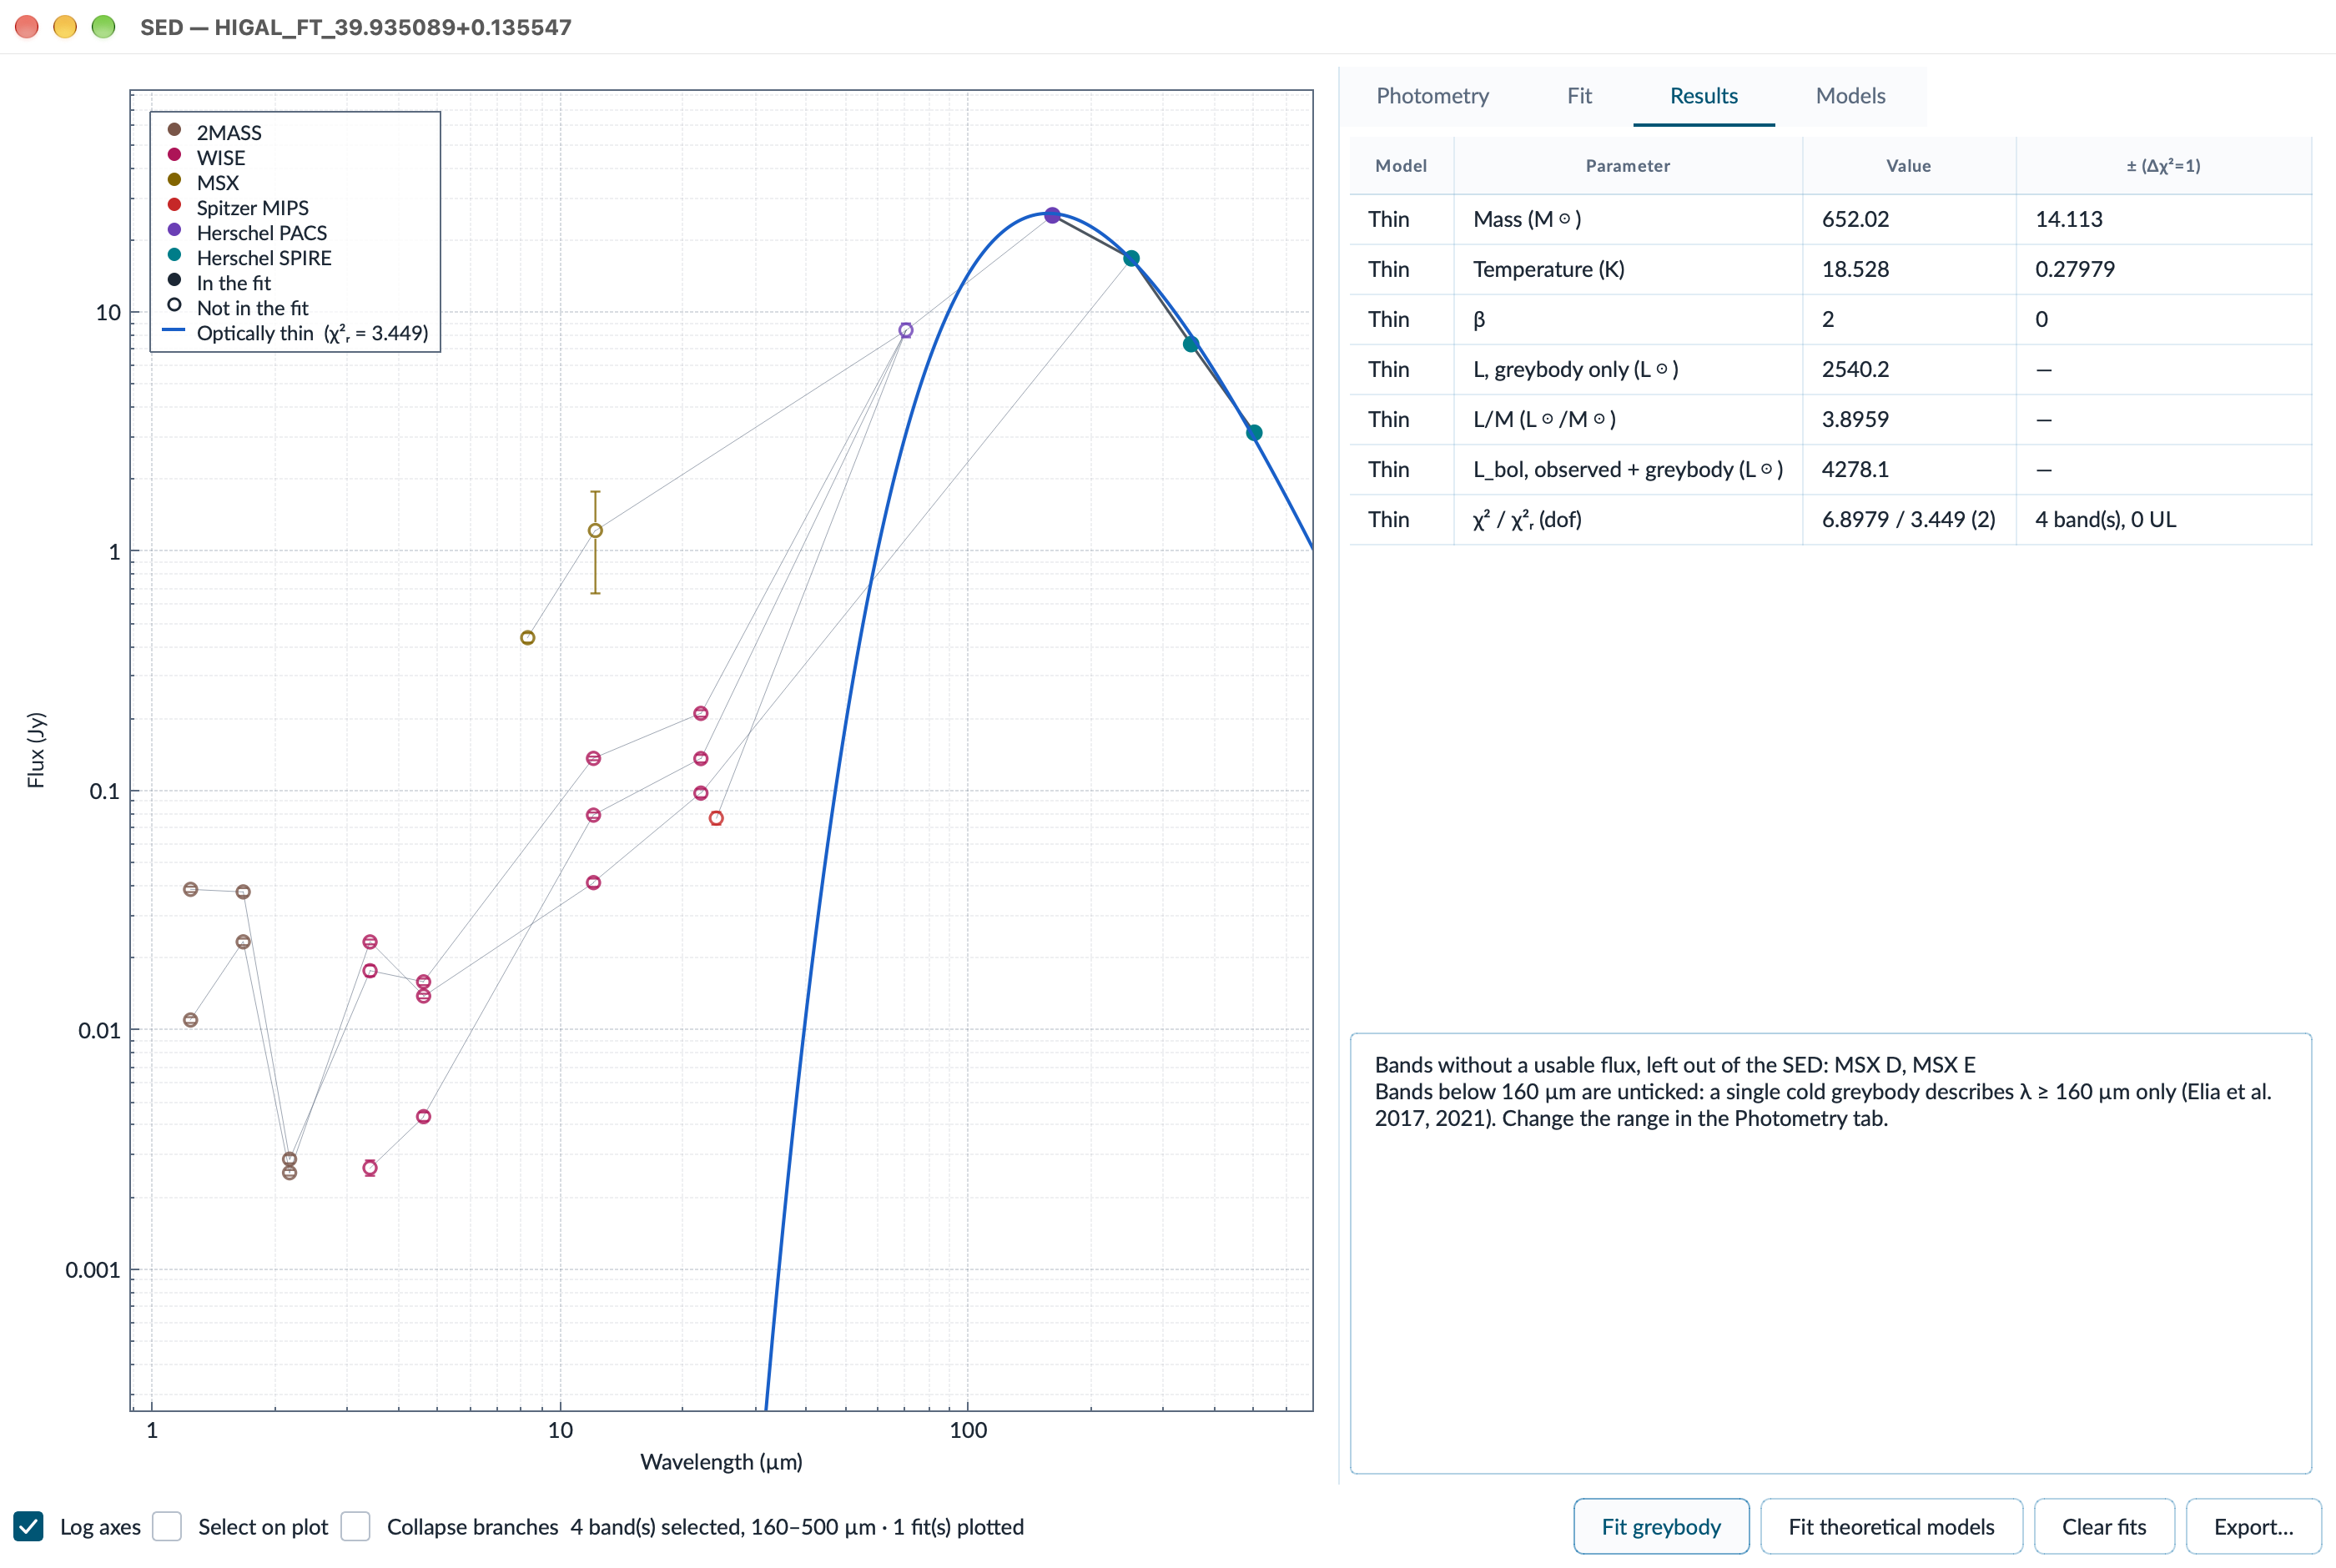 SED — HIGAL_FT_39.935089+0.135547
2MASS
WISE
MSX
Spitzer MIPS
Herschel PACS
Herschel SPIRE
In the fit
Not in the fit
Optically thin (χ²ᵣ = 3.449)
10
1
0.1
0.01
0.001
Flux (Jy)
1 10 100
Wavelength (μm)
Photometry Fit Results Models
Model Parameter Value ± (Δχ²=1)
Thin Mass (M⊙) 652.02 14.113
Thin Temperature (K) 18.528 0.27979
Thin β 2 0
Thin L, greybody only (L⊙) 2540.2 —
Thin L/M (L⊙/M⊙) 3.8959 —
Thin L_bol, observed + greybody (L⊙) 4278.1 —
Thin χ² / χ²ᵣ (dof) 6.8979 / 3.449 (2) 4 band(s), 0 UL
Bands without a usable flux, left out of the SED: MSX D, MSX E
Bands below 160 μm are unticked: a single cold greybody describes λ ≥ 160 μm only (Elia et al.
2017, 2021). Change the range in the Photometry tab.
Log axes Select on plot Collapse branches 4 band(s) selected, 160–500 μm · 1 fit(s) plotted
Fit greybody Fit theoretical models Clear fits Export...